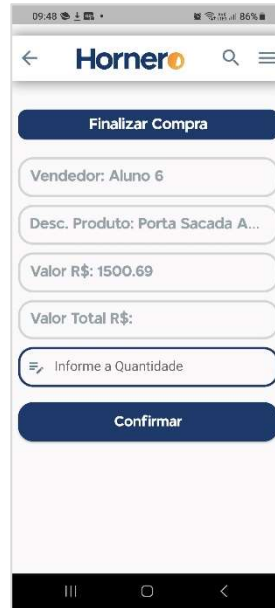 09:48 86%
Hornero
Finalizar Compra
Vendedor: Aluno 6
Desc. Produto: Porta Sacada A...
Valor R$: 1500.69
Valor Total R$:
Informe a Quantidade
Confirmar